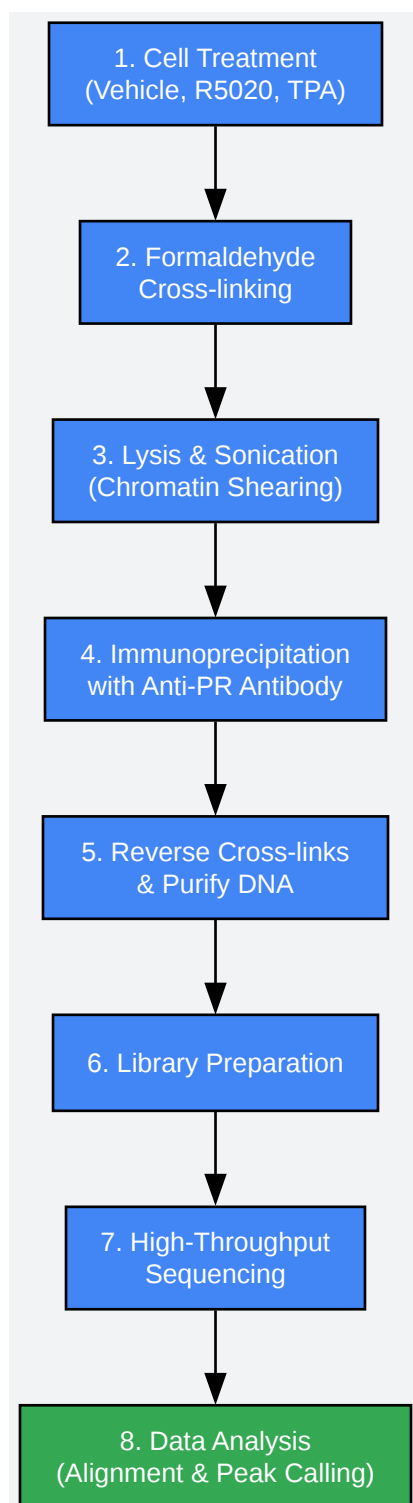 1. Cell Treatment
(Vehicle, R5020, TPA)
2. Formaldehyde
Cross-linking
3. Lysis & Sonication
(Chromatin Shearing)
4. Immunoprecipitation
with Anti-PR Antibody
5. Reverse Cross-links
& Purify DNA
6. Library Preparation
7. High-Throughput
Sequencing
8. Data Analysis
(Alignment & Peak Calling)